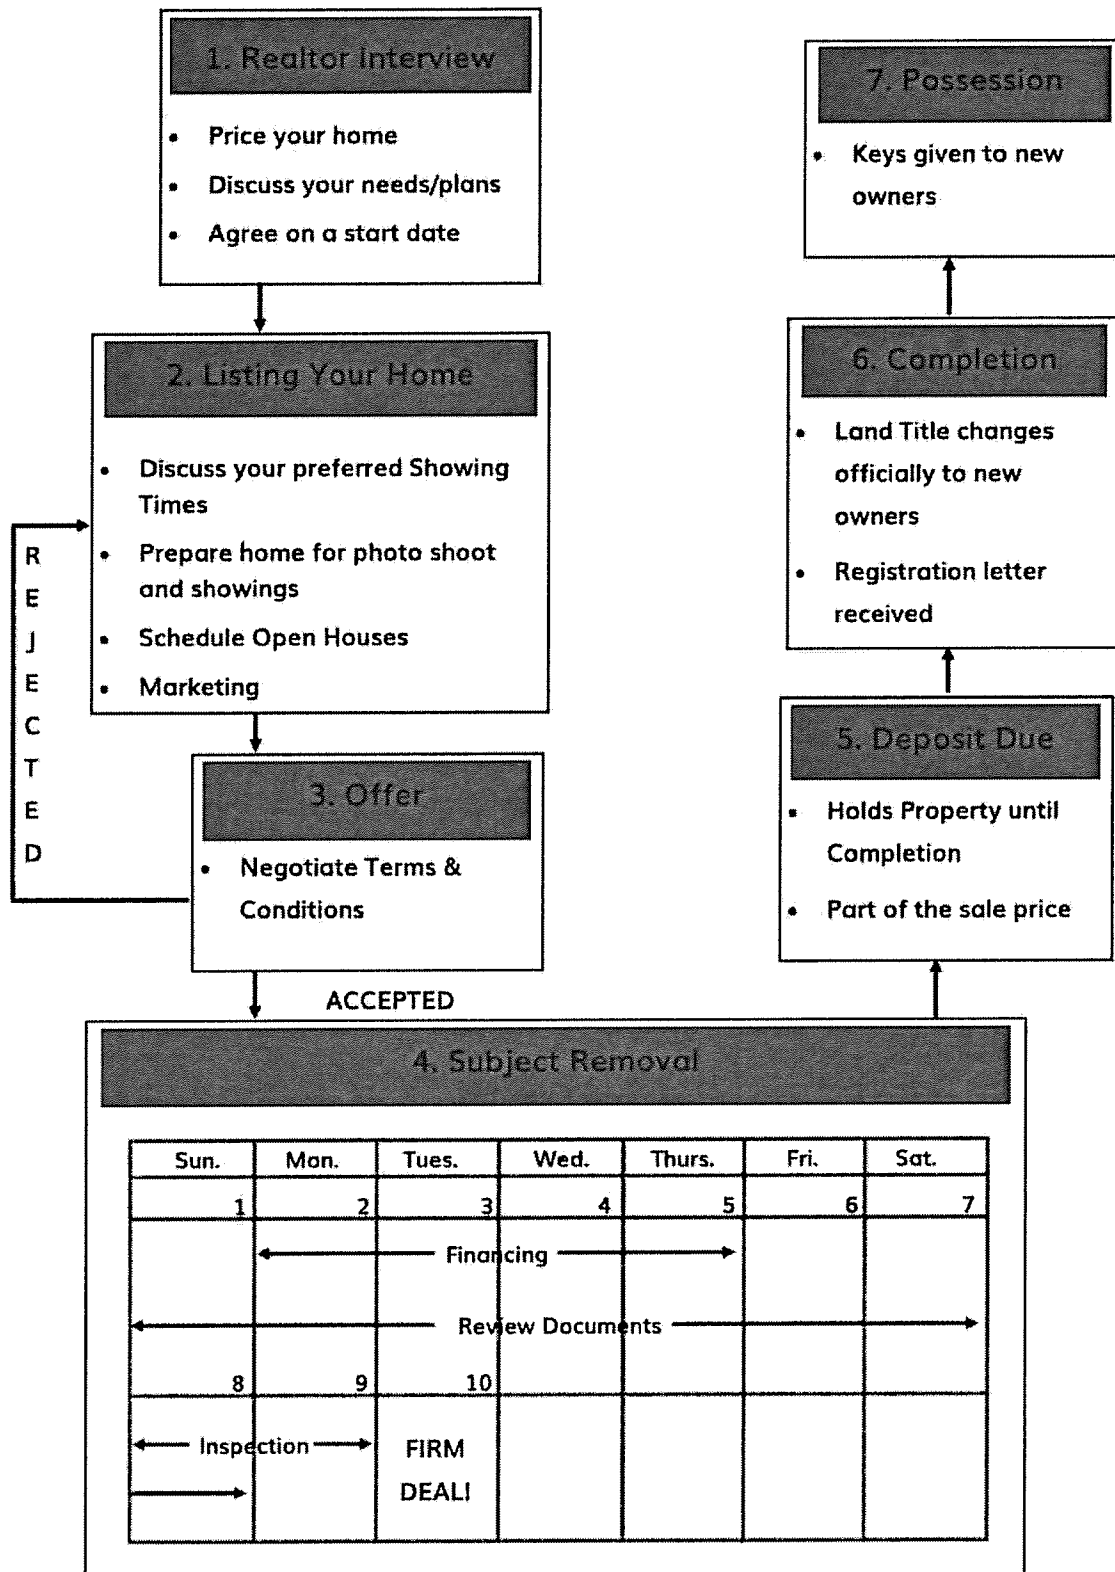 1. Realtor Interview
• Price your home
• Discuss your needs/plans
• Agree on a start date
2. Listing Your Home
• Discuss your preferred Showing
Times
• Prepare home for photo shoot
and showings
• Schedule Open Houses
• Marketing
REJECTED
3. Offer
• Negotiate Terms &
Conditions
ACCEPTED
4. Subject Removal
Sun. Mon. Tues. Wed. Thurs. Fri. Sat.
1 2 3 4 5 6 7
Financing
Review Documents
8 9 10
Inspection FIRM
DEAL!
5. Deposit Due
• Holds Property until
Completion
• Part of the sale price
6. Completion
• Land Title changes
officially to new
owners
• Registration letter
received
7. Possession
• Keys given to new
owners